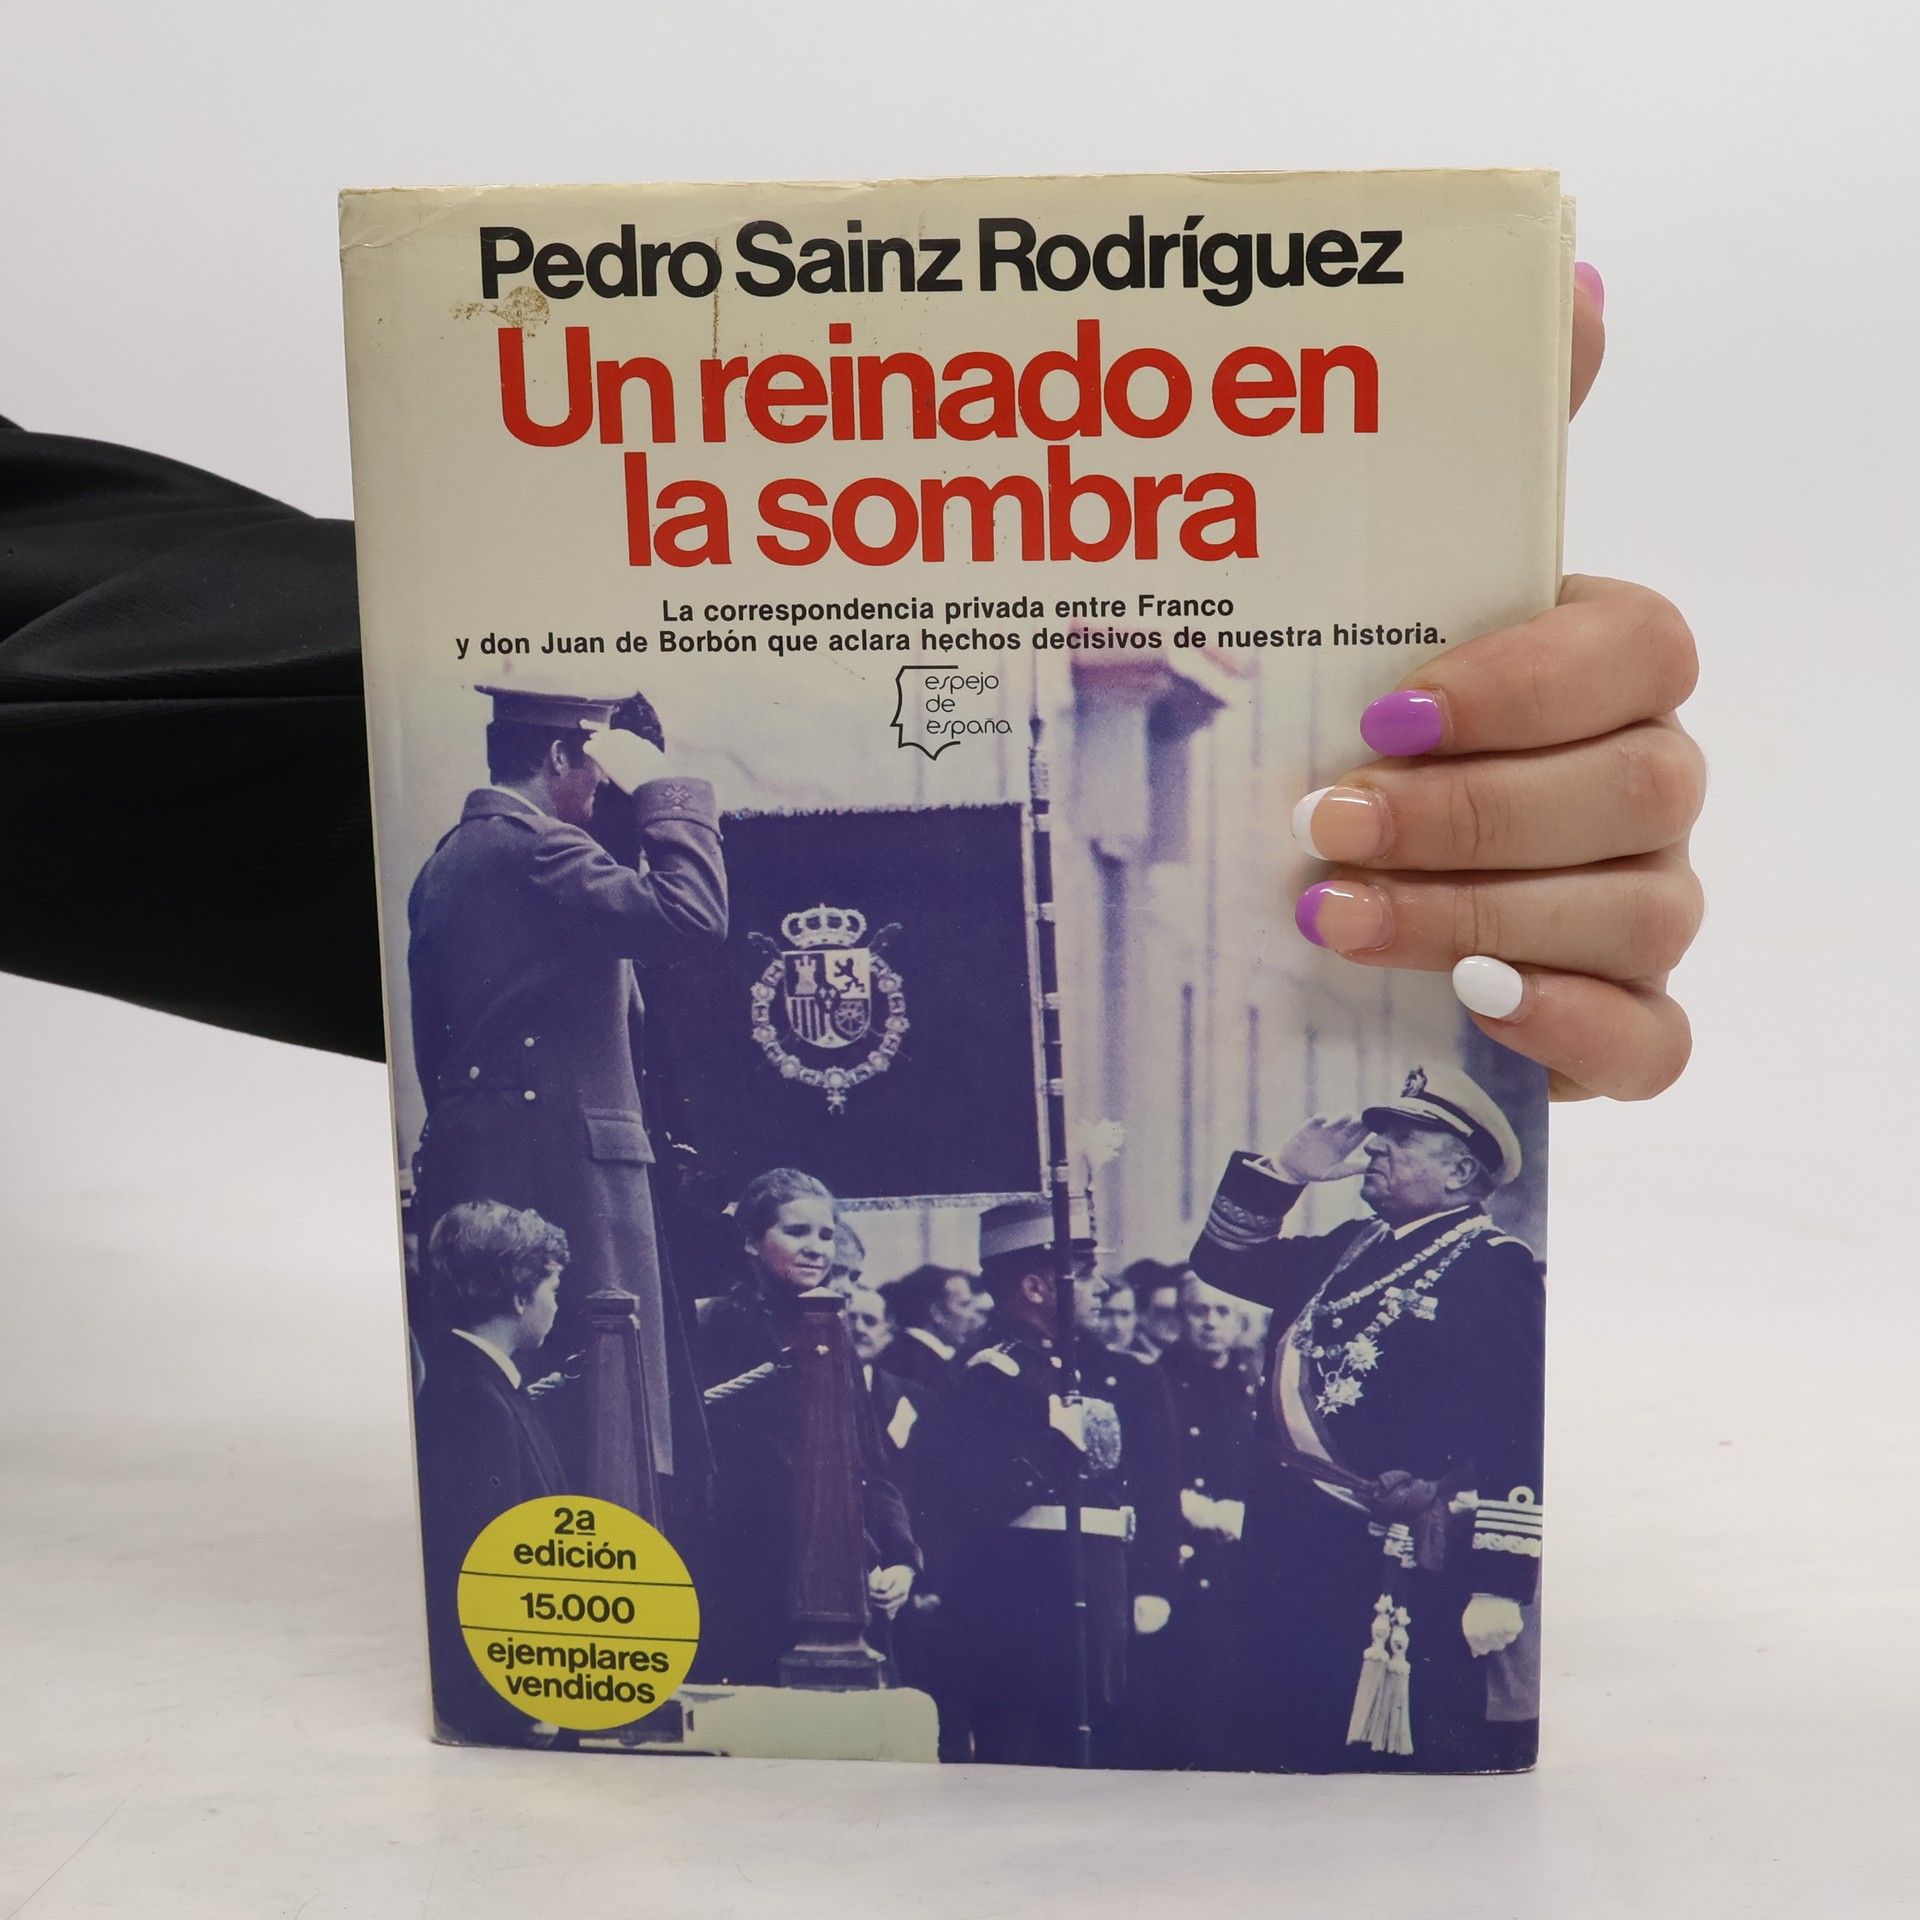 Pedro Sainz Rodríguez
Un reinado en
la sombra
La correspondencia privada entre Franco
y don Juan de Borbón que aclara hechos decisivos de nuestra historia.
espejo
de
españa
2ª
edición
15.000
ejemplares
vendidos